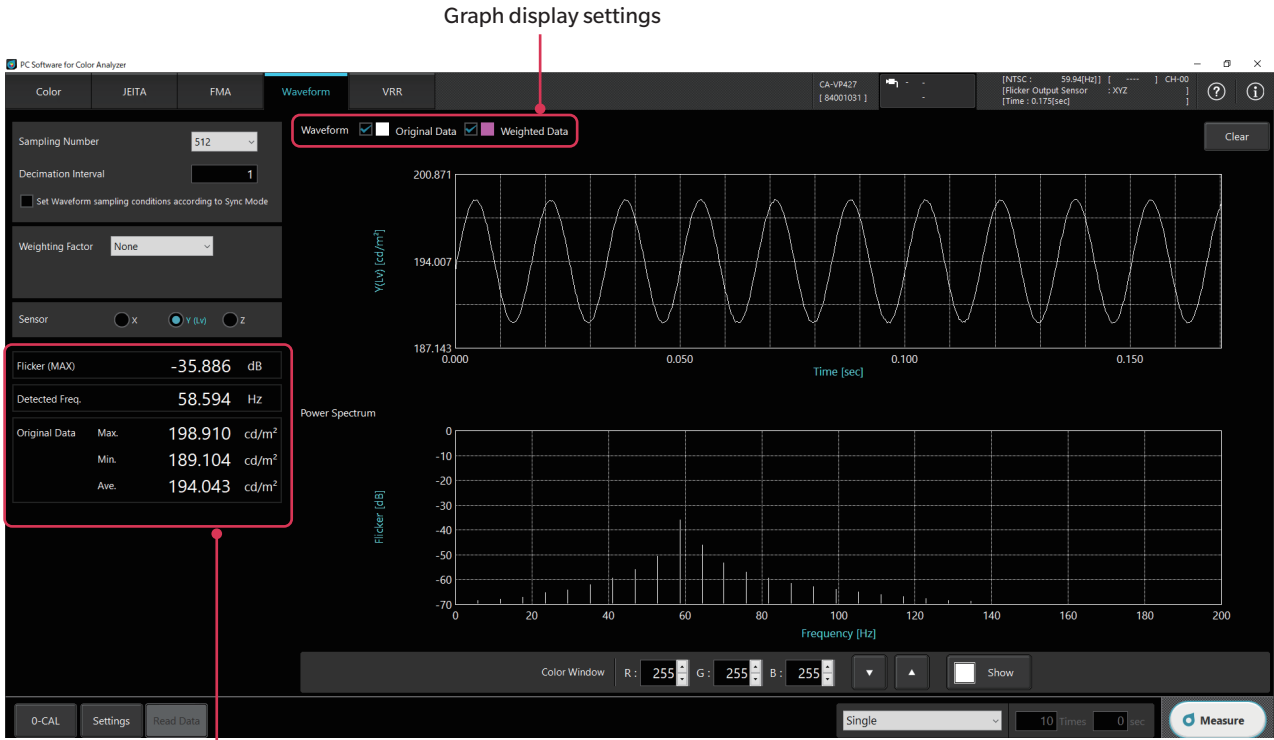 Graph display settings
PC Software for Color Analyzer
Color JEITA FMA Waveform VRR
CA-VP427
[ 84001031 ]
- -
-
[NTSC : 59.94[Hz]] [ ---- ] CH-00
[Flicker Output Sensor : XYZ ]
[Time : 0.175[sec] ]
Sampling Number 512
Decimation Interval 1
Set Waveform sampling conditions according to Sync Mode
Weighting Factor None
Sensor X Y (Lv) Z
Flicker (MAX) -35.886 dB
Detected Freq. 58.594 Hz
Original Data Max. 198.910 cd/m²
Min. 189.104 cd/m²
Ave. 194.043 cd/m²
Waveform Original Data Weighted Data
Clear
200.871
194.007
187.143
Y(Lv) [cd/m²]
0.000 0.050 0.100 0.150
Time [sec]
Power Spectrum
0
-10
-20
-30
-40
-50
-60
-70
Flicker [dB]
0 20 40 60 80 100 120 140 160 180 200
Frequency [Hz]
Color Window R : 255 G : 255 B : 255 ▼ ▲ Show
0-CAL Settings Read Data Single 10 Times 0 sec Measure